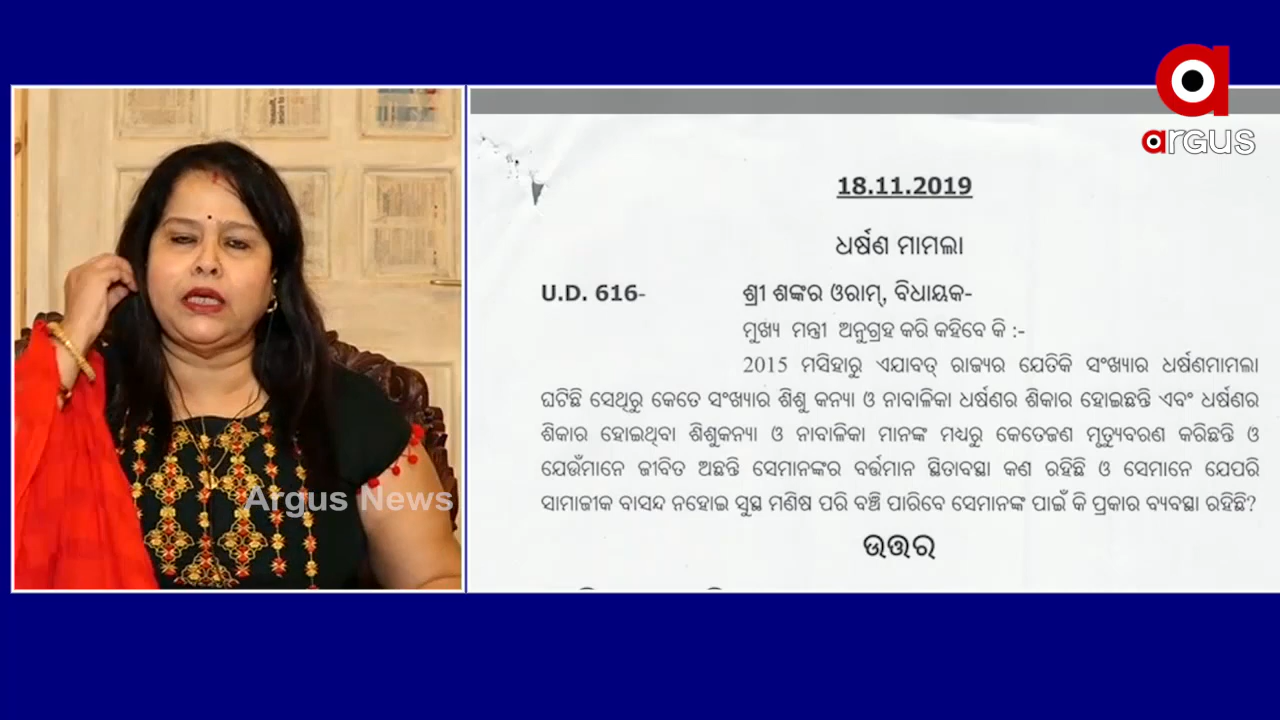 argus
18.11.2019
ଧର୍ଷଣ ମାମଲା
U.D. 616- ଶ୍ରୀ ଶଙ୍କର ଓରାମ୍, ବିଧାୟକ-
ମୁଖ୍ୟ ମନ୍ତ୍ରୀ ଅନୁଗ୍ରହ କରି କହିବେ କି :-
2015 ମସିହାରୁ ଏଯାବତ୍ ରାଜ୍ୟର ଯେତିକି ସଂଖ୍ୟାର ଧର୍ଷଣମାମଲା
ଘଟିଛି ସେଥିରୁ କେତେ ସଂଖ୍ୟାର ଶିଶୁ କନ୍ୟା ଓ ନାବାଳିକା ଧର୍ଷଣର ଶିକାର ହୋଇଛନ୍ତି ଏବଂ ଧର୍ଷଣର
ଶିକାର ହୋଇଥିବା ଶିଶୁକନ୍ୟା ଓ ନାବାଳିକା ମାନଙ୍କ ମଧ୍ୟରୁ କେତେଜଣ ମୃତ୍ୟୁବରଣ କରିଛନ୍ତି ଓ
ଯେଉଁମାନେ ଜୀବିତ ଅଛନ୍ତି ସେମାନଙ୍କର ବର୍ତ୍ତମାନ ସ୍ଥିତାବସ୍ଥା କଣ ରହିଛି ଓ ସେମାନେ ଯେପରି
ସାମାଜୀକ ବାସନ୍ଦ ନହୋଇ ସୁସ୍ଥ ମଣିଷ ପରି ବଞ୍ଚି ପାରିବେ ସେମାନଙ୍କ ପାଇଁ କି ପ୍ରକାର ବ୍ୟବସ୍ଥା ରହିଛି?
ଉତ୍ତର
Argus News